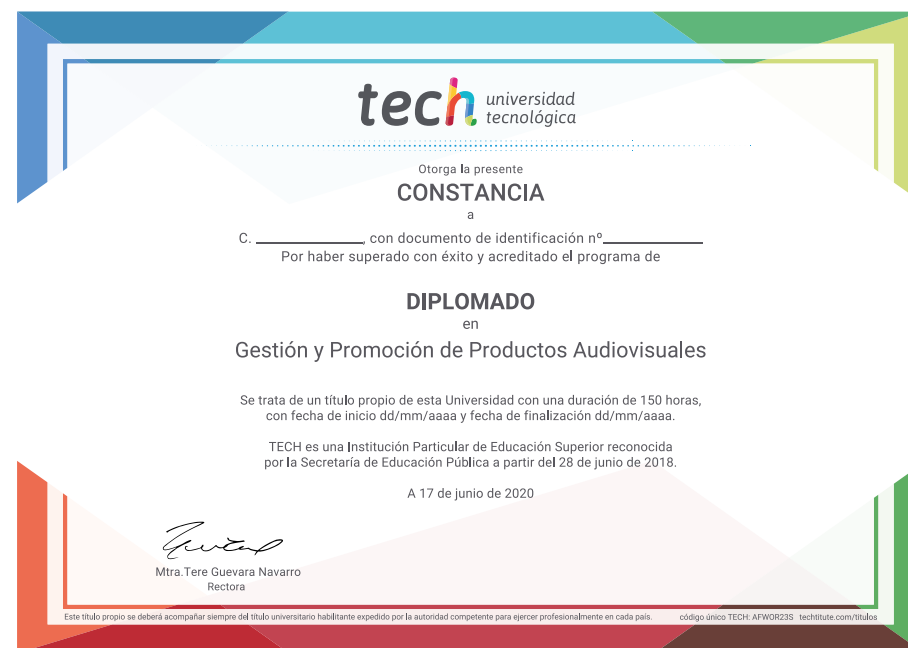 tech universidad
tecnológica
Otorga la presente
CONSTANCIA
a
C. ____________, con documento de identificación nº____________
Por haber superado con éxito y acreditado el programa de
DIPLOMADO
en
Gestión y Promoción de Productos Audiovisuales
Se trata de un título propio de esta Universidad con una duración de 150 horas,
con fecha de inicio dd/mm/aaaa y fecha de finalización dd/mm/aaaa.
TECH es una Institución Particular de Educación Superior reconocida
por la Secretaría de Educación Pública a partir del 28 de junio de 2018.
A 17 de junio de 2020
Mtra.Tere Guevara Navarro
Rectora
Este título propio se deberá acompañar siempre del título universitario habilitante expedido por la autoridad competente para ejercer profesionalmente en cada país. código único TECH: AFWOR23S techtitute.com/titulos